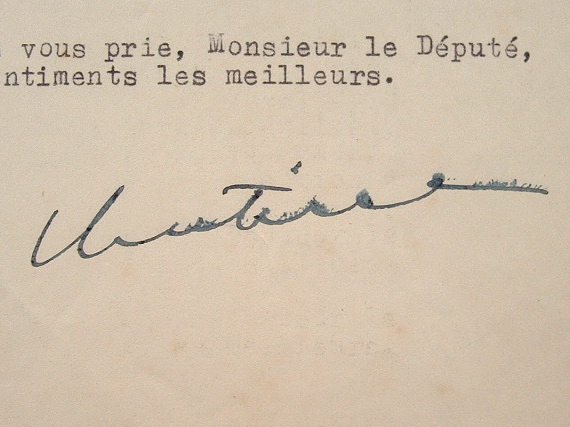 vous prie, Monsieur le Député,
ntiments les meilleurs.